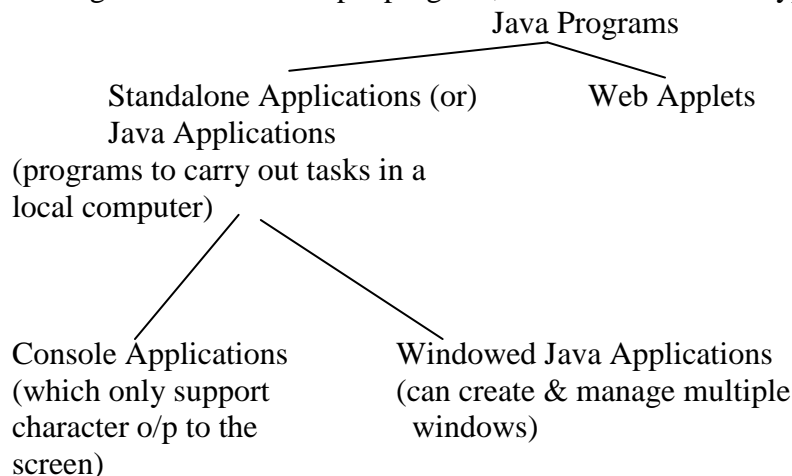 Java Programs
Standalone Applications (or)
Java Applications
(programs to carry out tasks in a
local computer)
Web Applets
Console Applications
(which only support
character o/p to the
screen)
Windowed Java Applications
(can create & manage multiple
windows)